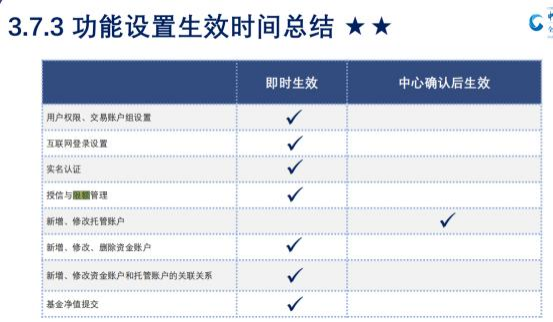 3.7.3 功能设置生效时间总结 ★★
即时生效 中心确认后生效
用户权限、交易账户组设置 ✓
互联网登录设置 ✓
实名认证 ✓
授信与限额管理 ✓
新增、修改托管账户 ✓
新增、修改、删除资金账户 ✓
新增、修改资金账户和托管账户的关联关系 ✓
基金净值提交 ✓